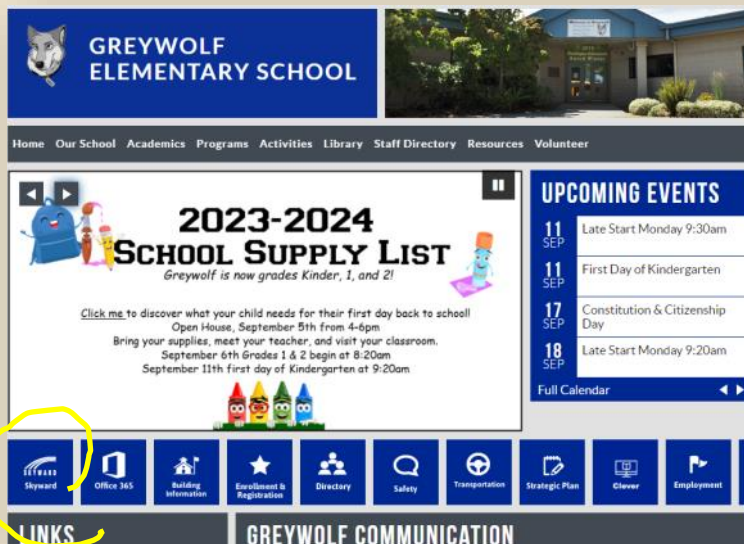 GREYWOLF
ELEMENTARY SCHOOL
Home Our School Academics Programs Activities Library Staff Directory Resources Volunteer
2023-2024
SCHOOL SUPPLY LIST
Greywolf is now grades Kinder, 1, and 2!
Click me to discover what your child needs for their first day back to school!
Open House, September 5th from 4-6pm
Bring your supplies, meet your teacher, and visit your classroom.
September 6th Grades 1 & 2 begin at 8:20am
September 11th first day of Kindergarten at 9:20am
UPCOMING EVENTS
11
SEP
Late Start Monday 9:30am
11
SEP
First Day of Kindergarten
17
SEP
Constitution & Citizenship
Day
18
SEP
Late Start Monday 9:20am
Full Calendar
SKYWARD
Skyward
Office 365
Building
Information
Enrollment &
Registration
Directory
Safety
Transportation
Strategic Plan
Clever
Employment
LINKS
GREYWOLF COMMUNICATION